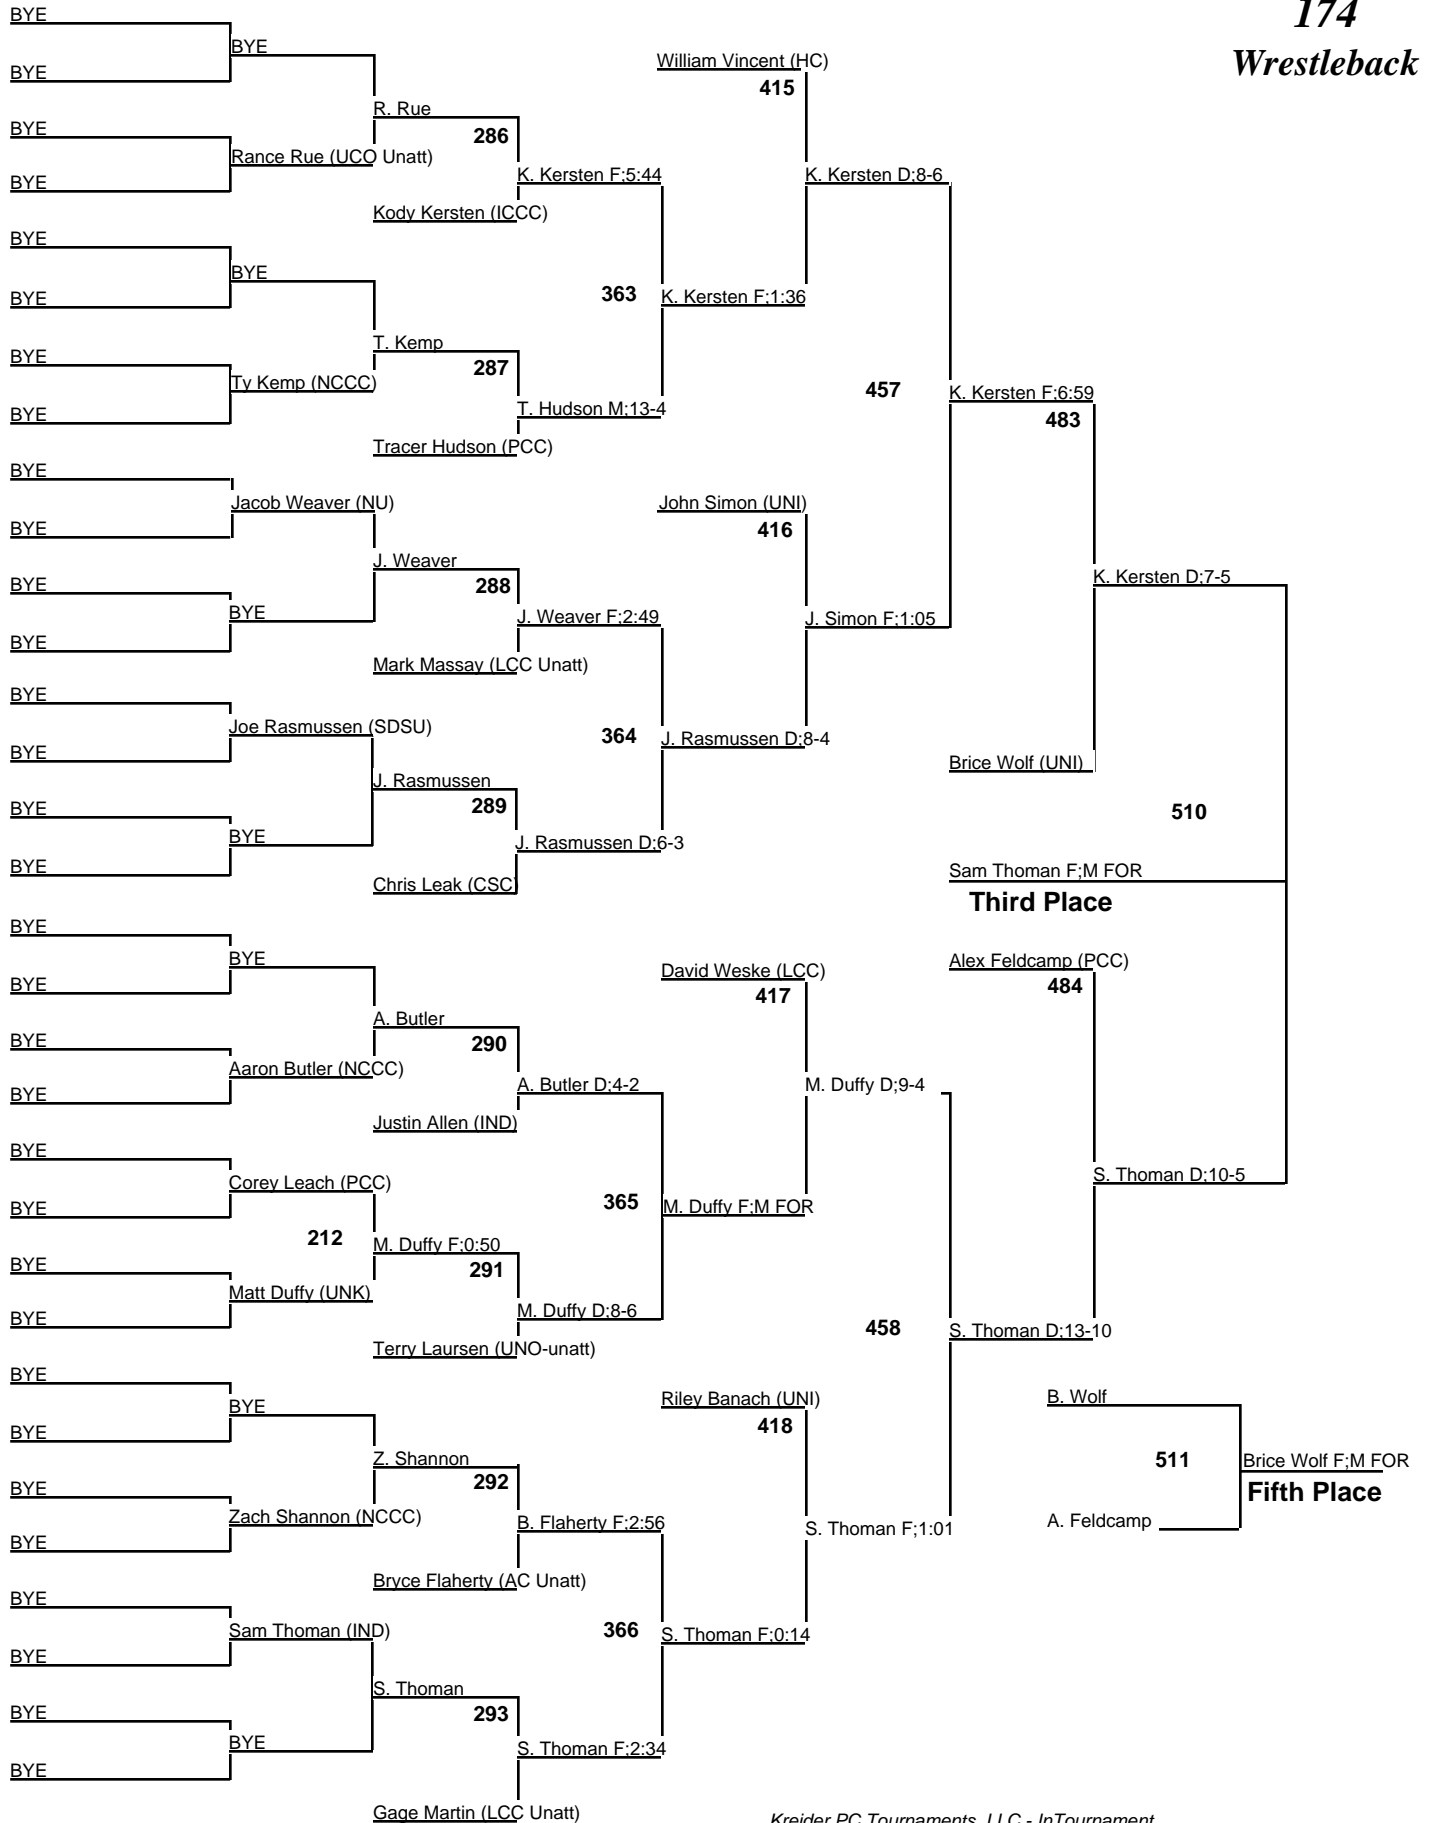 BYE
174
Wrestleback
BYE
William Vincent (HC)
BYE
415
R. Rue
BYE
286
Rance Rue (UCO Unatt)
K. Kersten F;5:44
K. Kersten D;8-6
BYE
Kody Kersten (ICCC)
BYE
BYE
363
K. Kersten F;1:36
BYE
T. Kemp
BYE
287
Ty Kemp (NCCC)
457
K. Kersten F;6:59
T. Hudson M;13-4
BYE
483
Tracer Hudson (PCC)
BYE
Jacob Weaver (NU)
John Simon (UNI)
BYE
416
J. Weaver
K. Kersten D;7-5
BYE
288
BYE
J. Weaver F;2:49
J. Simon F;1:05
BYE
Mark Massay (LCC Unatt)
BYE
Joe Rasmussen (SDSU)
364
J. Rasmussen D;8-4
BYE
Brice Wolf (UNI)
J. Rasmussen
BYE
289
510
BYE
J. Rasmussen D;6-3
BYE
Sam Thoman F;M FOR
Chris Leak (CSC)
Third Place
BYE
BYE
Alex Feldcamp (PCC)
David Weske (LCC)
BYE
417
484
A. Butler
BYE
290
Aaron Butler (NCCC)
A. Butler D;4-2
M. Duffy D;9-4
BYE
Justin Allen (IND)
BYE
Corey Leach (PCC)
S. Thoman D;10-5
BYE
365
M. Duffy F;M FOR
212
M. Duffy F;0:50
BYE
291
Matt Duffy (UNK)
M. Duffy D;8-6
BYE
458
S. Thoman D;13-10
Terry Laursen (UNO-unatt)
BYE
BYE
Riley Banach (UNI)
B. Wolf
BYE
418
Z. Shannon
511
Brice Wolf F;M FOR
BYE
292
Fifth Place
Zach Shannon (NCCC)
B. Flaherty F;2:56
S. Thoman F;1:01
A. Feldcamp
BYE
Bryce Flaherty (AC Unatt)
BYE
Sam Thoman (IND)
366
S. Thoman F;0:14
BYE
S. Thoman
BYE
293
BYE
S. Thoman F;2:34
BYE
Gage Martin (LCC Unatt)
Kreider PC Tournaments, LLC - InTournament